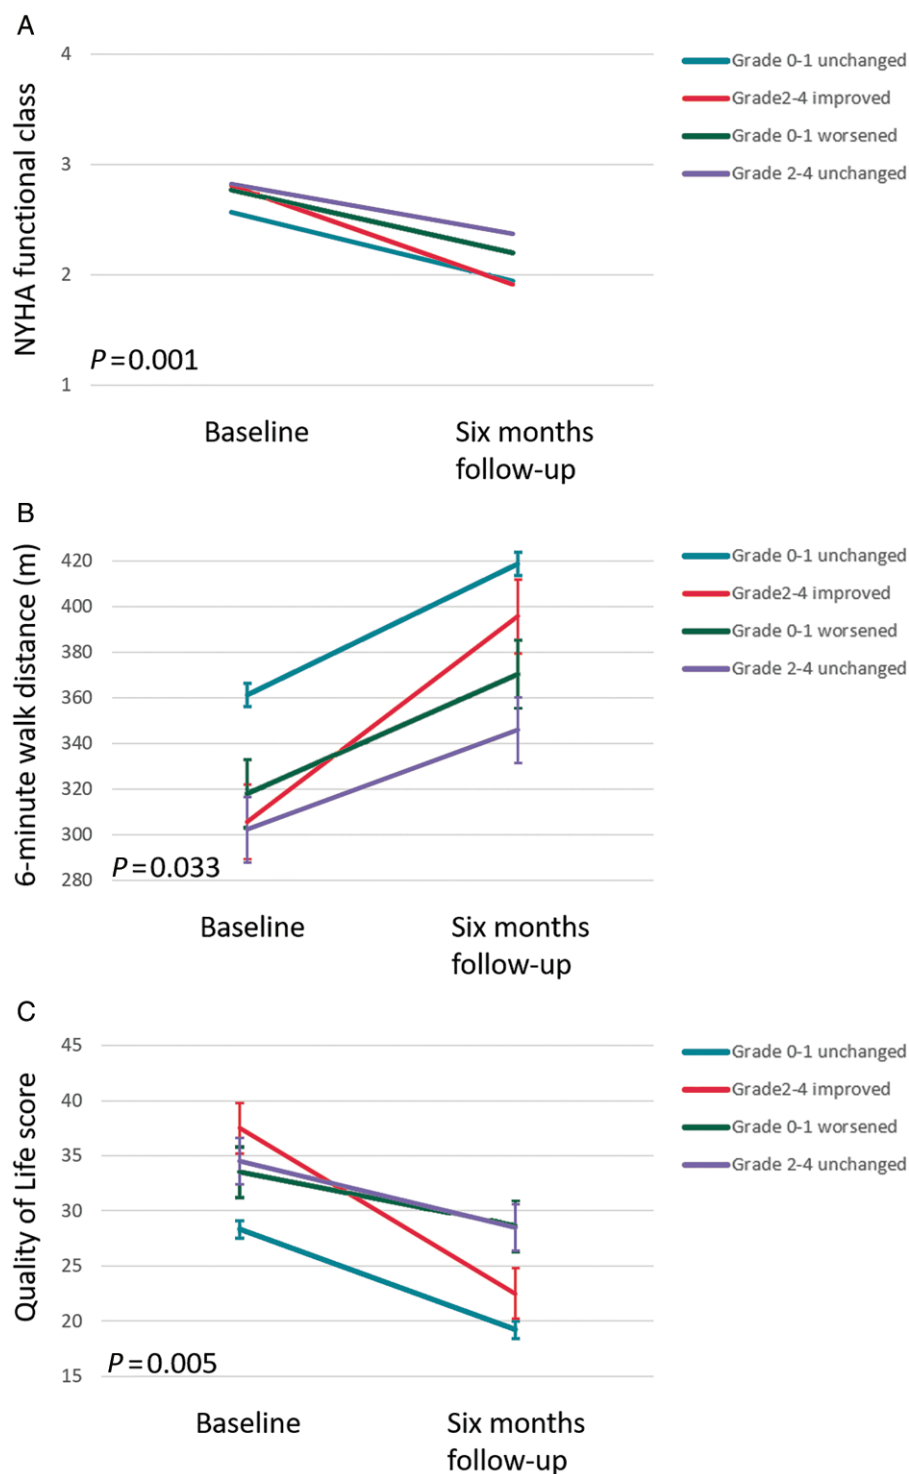 A
NYHA functional class
4
3
2
1
P=0.001
Baseline
Six months
follow-up
Grade 0-1 unchanged
Grade2-4 improved
Grade 0-1 worsened
Grade 2-4 unchanged
B
6-minute walk distance (m)
420
400
380
360
340
320
300
280
P=0.033
Baseline
Six months
follow-up
Grade 0-1 unchanged
Grade2-4 improved
Grade 0-1 worsened
Grade 2-4 unchanged
C
Quality of Life score
45
40
35
30
25
20
15
P=0.005
Baseline
Six months
follow-up
Grade 0-1 unchanged
Grade2-4 improved
Grade 0-1 worsened
Grade 2-4 unchanged